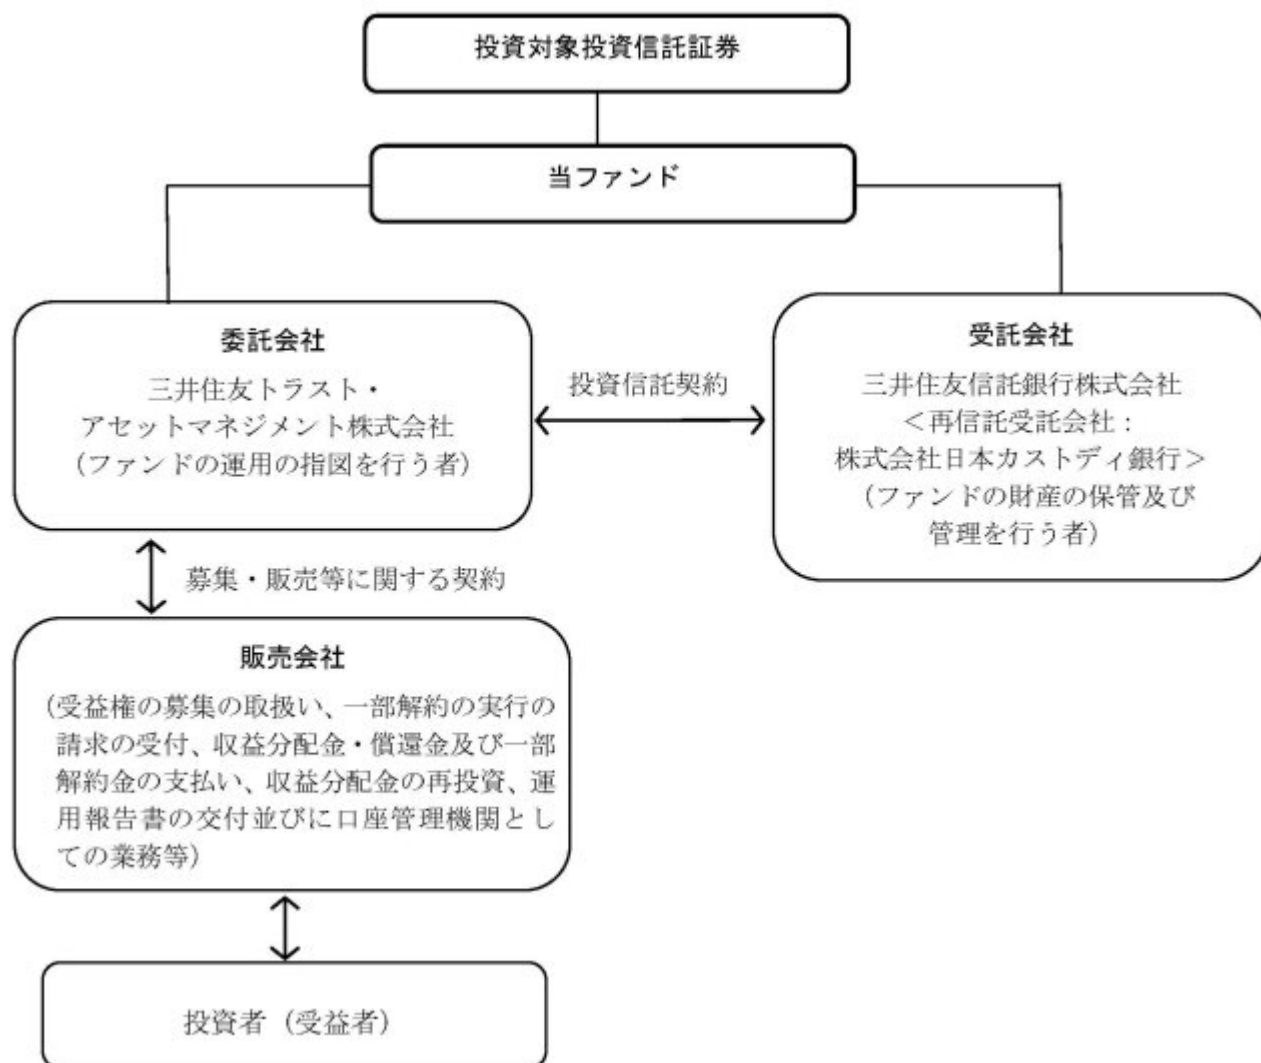 投資対象投資信託証券
当ファンド
委託会社
三井住友トラスト・
アセットマネジメント株式会社
（ファンドの運用の指図を行う者）
投資信託契約
受託会社
三井住友信託銀行株式会社
＜再信託受託会社：
株式会社日本カストディ銀行＞
（ファンドの財産の保管及び
管理を行う者）
募集・販売等に関する契約
販売会社
（受益権の募集の取扱い、一部解約の実行の
請求の受付、収益分配金・償還金及び一部
解約金の支払い、収益分配金の再投資、運
用報告書の交付並びに口座管理機関とし
ての業務等）
投資者（受益者）